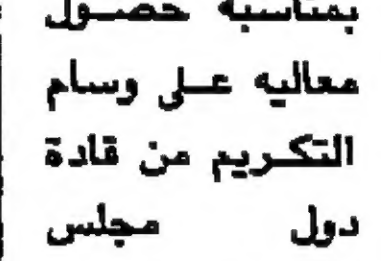 بمناسبة حصول
معاليه على وسام
التكريم من قادة
دول مجلس